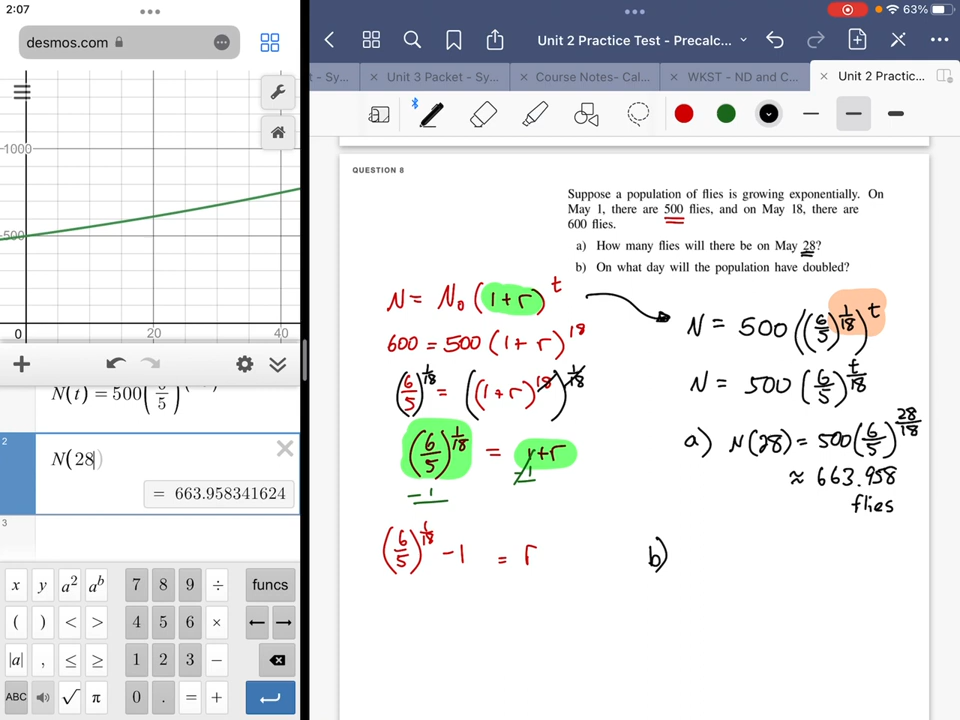 2:07
63%
desmos.com
Unit 2 Practice Test - Precalc...
t - Sy...
Unit 3 Packet - Sy...
Course Notes- Cal...
WKST - ND and C...
Unit 2 Practic...
1000
500
0
20
40
N(t) = 500(6/5)
2
N(28)
= 663.958341624
3
x y a² aᵇ 7 8 9 ÷ funcs
( ) < > 4 5 6 × ← →
|a| , ≤ ≥ 1 2 3 −
ABC √ π 0 . = +
QUESTION 8
Suppose a population of flies is growing exponentially. On
May 1, there are 500 flies, and on May 18, there are
600 flies.
a) How many flies will there be on May 28?
b) On what day will the population have doubled?
N = N₀ (1+r)^t
600 = 500 (1+r)^18
(6/5)^(1/18) = ((1+r)^18)^(1/18)
(6/5)^(1/18) = 1+r
-1 -1
(6/5)^(1/18) - 1 = r
N = 500 ((6/5)^(1/18))^t
N = 500 (6/5)^(t/18)
a) N(28) = 500 (6/5)^(28/18)
≈ 663.958
flies
b)